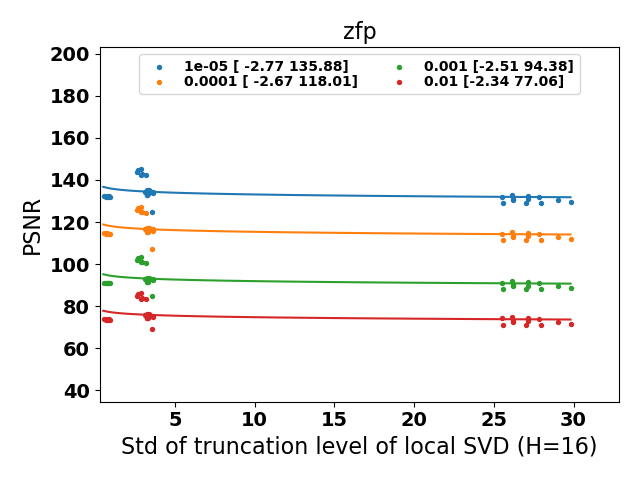 zfp
1e-05 [ -2.77 135.88]
0.0001 [ -2.67 118.01]
0.001 [-2.51 94.38]
0.01 [-2.34 77.06]
200
180
160
140
120
100
80
60
40
PSNR
5 10 15 20 25 30
Std of truncation level of local SVD (H=16)